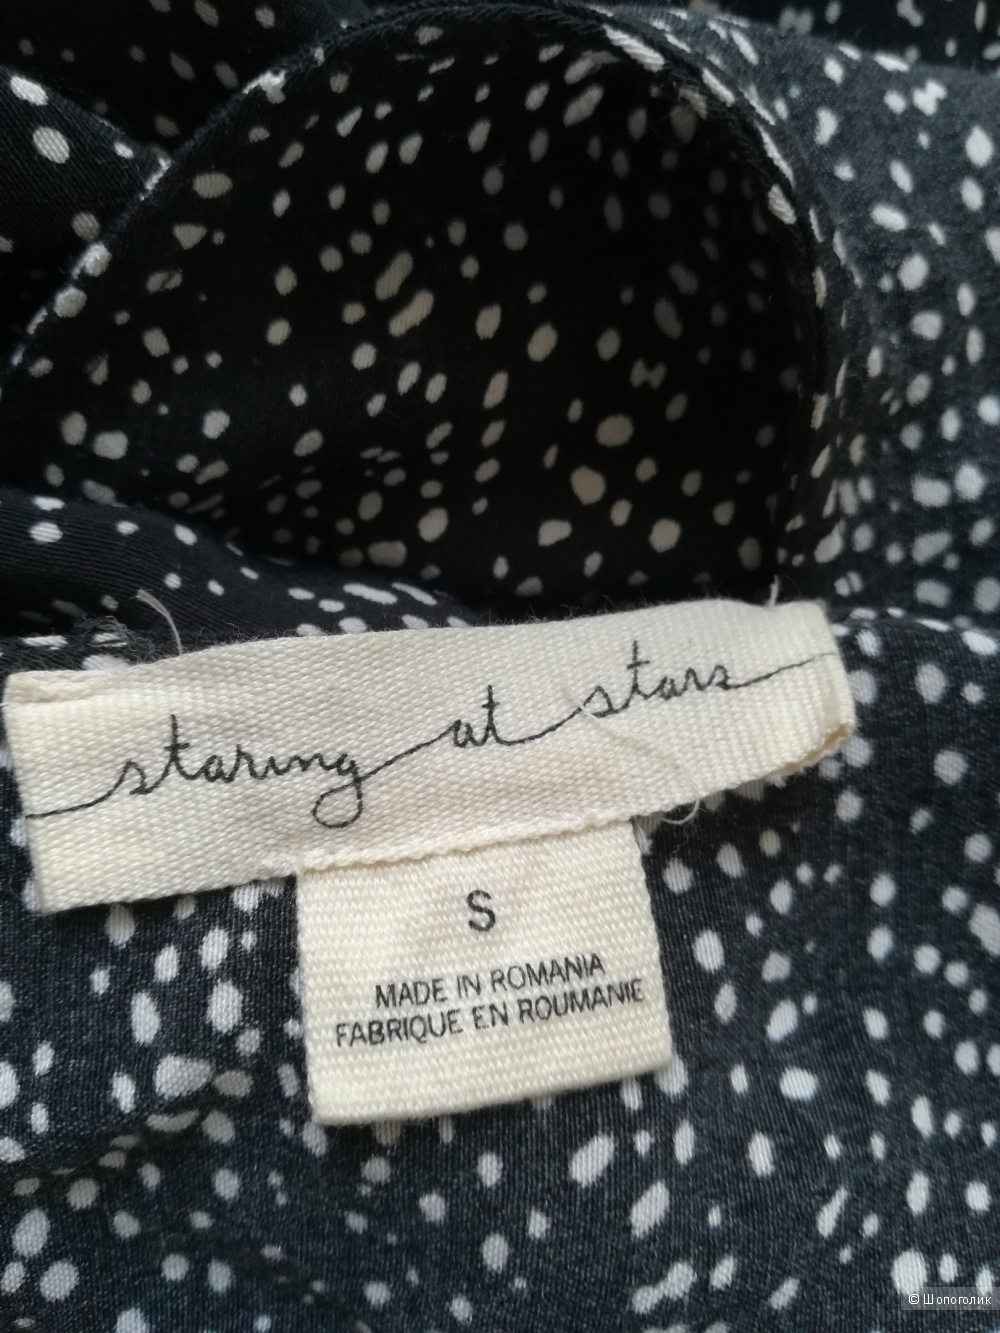 staring at stars
S
MADE IN ROMANIA
FABRIQUE EN ROUMANIE
© Шопоголик